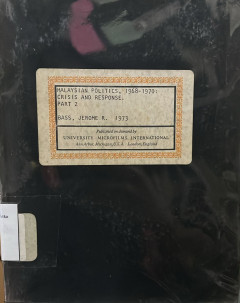 MALAYSIAN POLITICS, 1968-1970:
CRISIS AND RESPONSE.
PART 2
BASS, JEROME R. 1973
Published on demand by
UNIVERSITY MICROFILMS INTERNATIONAL
Ann Arbor, Michigan, U.S.A. London, England